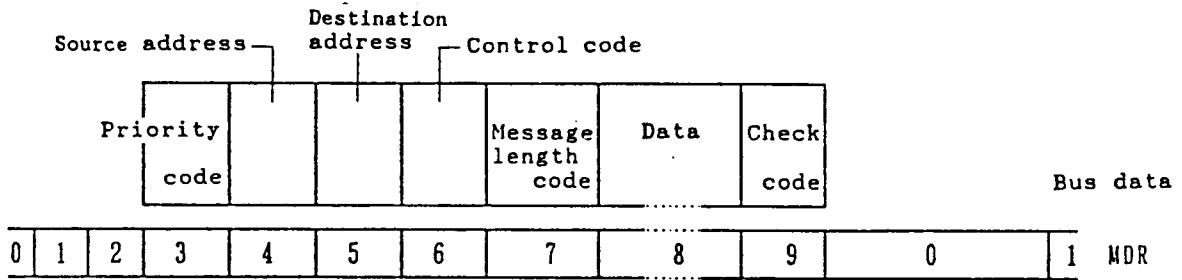 Destination
Source address address Control code
Priority Message Data Check
length
code code code Bus data
0 1 2 3 4 5 6 7 8 9 0 1 MDR